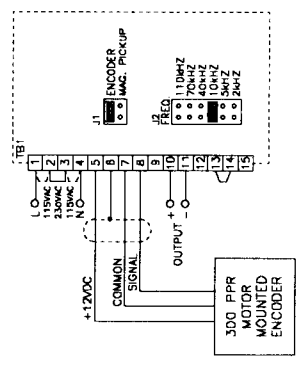 J1
ENCODER
MAG. PICKUP
J2
FREQ.
110kHZ
70kHZ
40kHZ
10kHZ
5kHZ
2kHZ
TB1
1
2
3
4
5
6
7
8
9
10
11
12
13
14
15
L
115VAC
230VAC
115VAC
N
+12VDC
COMMON
SIGNAL
OUTPUT
+
-
300 PPR
MOTOR
MOUNTED
ENCODER